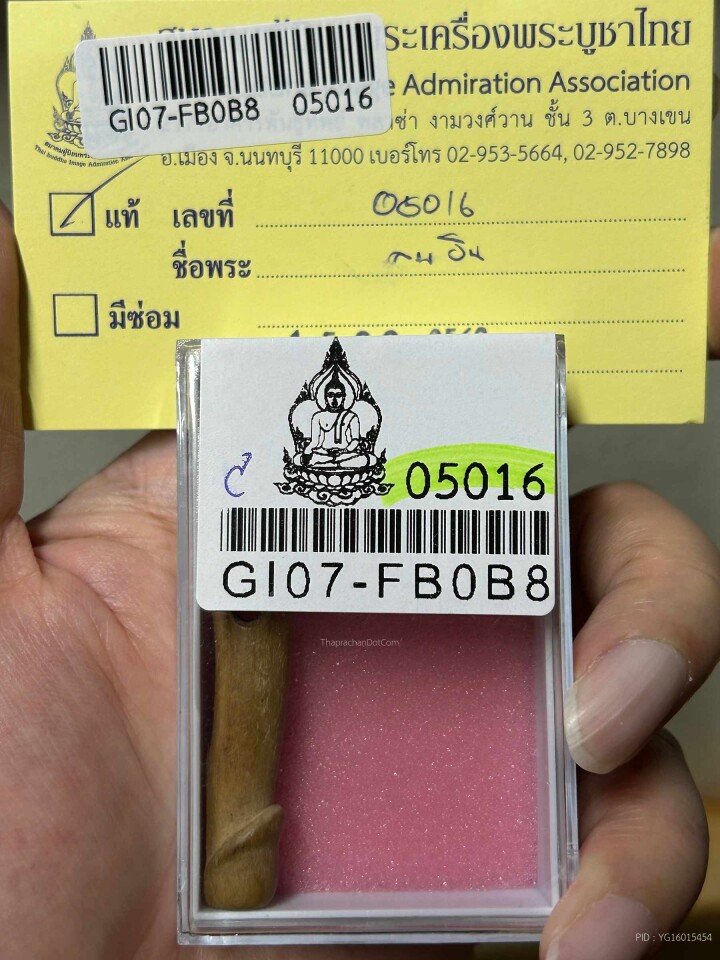 ระเครื่องพระบูชาไทย
e Admiration Association
GI07-FB0B8 05016
งามวงศ์วาน ชั้น 3 ต.บางเขน
อ.เมือง จ.นนทบุรี 11000 เบอร์โทร 02-953-5664, 02-952-7898
แท้ เลขที่ 05016
ชื่อพระ
มีซ่อม
05016
GI07-FB0B8
ThaprachanDotCom
PID : YG16015454